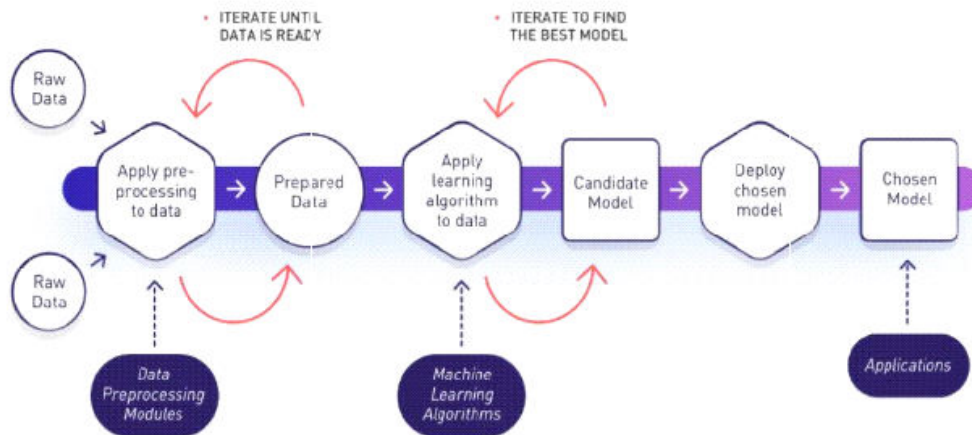 • ITERATE UNTIL
DATA IS READY
• ITERATE TO FIND
THE BEST MODEL
Raw
Data
Apply pre-
processing
to data
Prepared
Data
Apply
learning
algorithm
to data
Candidate
Model
Deploy
chosen
model
Chosen
Model
Raw
Data
Data
Preprocessing
Modules
Machine
Learning
Algorithms
Applications